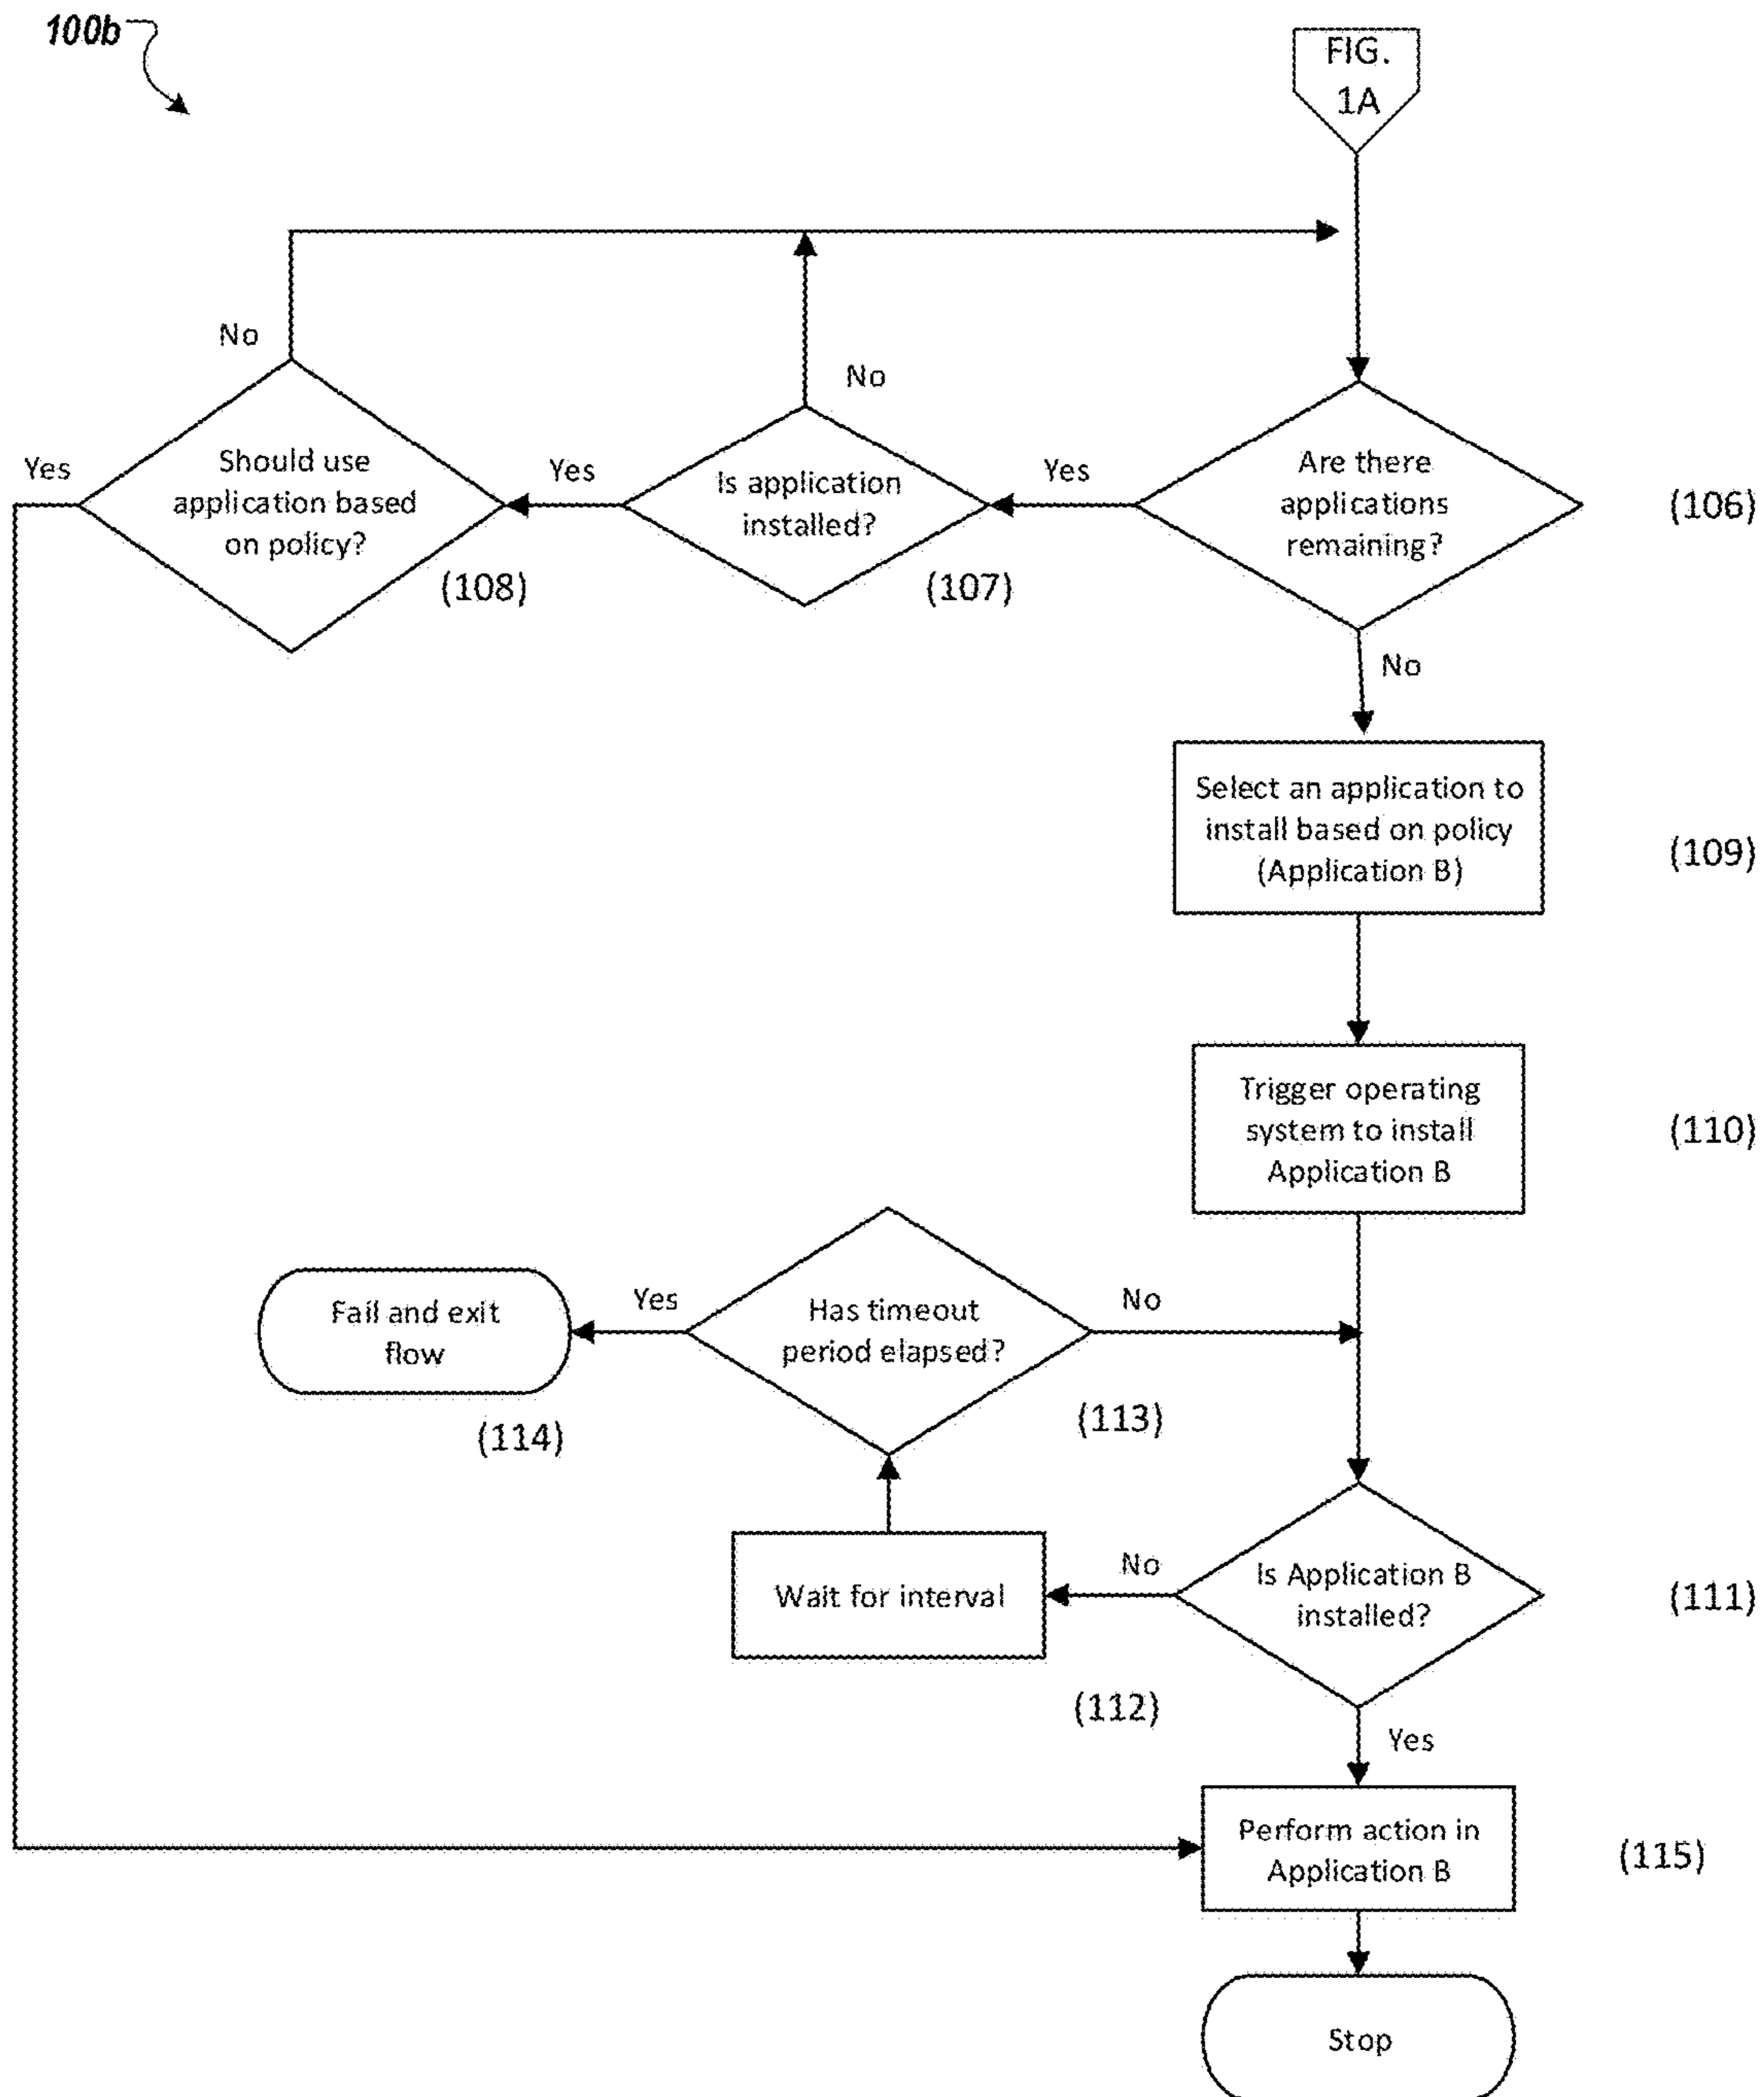 100b
FIG.
1A
No
No
Yes
Should use
application based
on policy?
(108)
Yes
Is application
installed?
(107)
Yes
Are there
applications
remaining?
(106)
No
Select an application to
install based on policy
(Application B)
(109)
Trigger operating
system to install
Application B
(110)
Fail and exit
flow
(114)
Yes
Has timeout
period elapsed?
(113)
No
Wait for interval
(112)
No
Is Application B
installed?
(111)
Yes
Perform action in
Application B
(115)
Stop